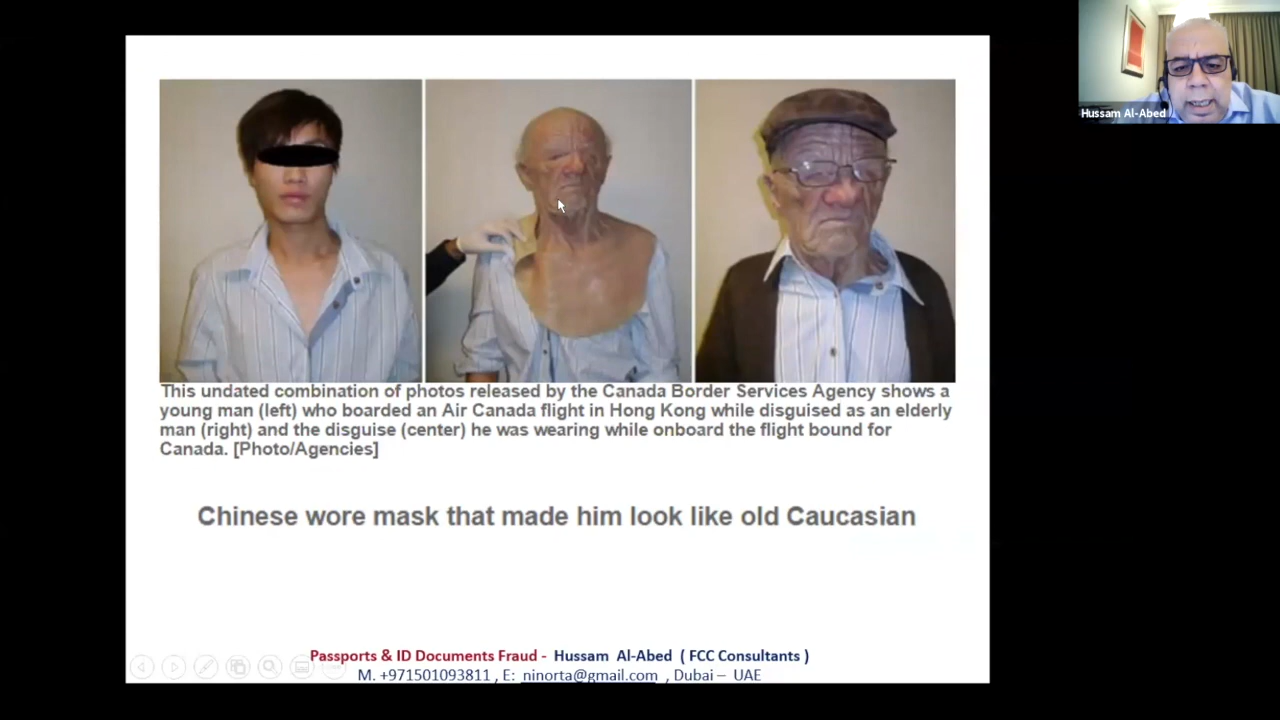 Hussam Al-Abed
This undated combination of photos released by the Canada Border Services Agency shows a
young man (left) who boarded an Air Canada flight in Hong Kong while disguised as an elderly
man (right) and the disguise (center) he was wearing while onboard the flight bound for
Canada. [Photo/Agencies]
Chinese wore mask that made him look like old Caucasian
Passports & ID Documents Fraud - Hussam Al-Abed ( FCC Consultants )
M. +971501093811 , E: ninorta@gmail.com , Dubai – UAE